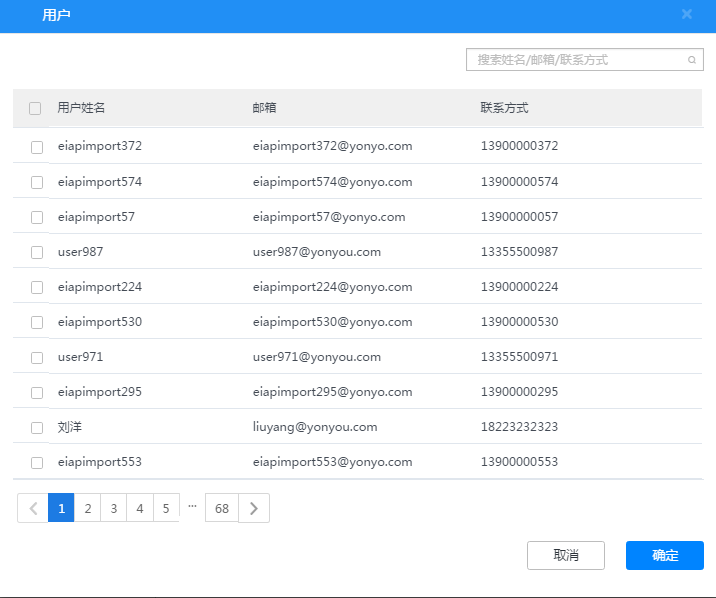 用户
搜索姓名/邮箱/联系方式
用户姓名 邮箱 联系方式
eiapimport372 eiapimport372@yonyo.com 13900000372
eiapimport574 eiapimport574@yonyo.com 13900000574
eiapimport57 eiapimport57@yonyo.com 13900000057
user987 user987@yonyou.com 13355500987
eiapimport224 eiapimport224@yonyo.com 13900000224
eiapimport530 eiapimport530@yonyo.com 13900000530
user971 user971@yonyou.com 13355500971
eiapimport295 eiapimport295@yonyo.com 13900000295
刘洋 liuyang@yonyou.com 18223232323
eiapimport553 eiapimport553@yonyo.com 13900000553
1 2 3 4 5 ... 68
取消 确定